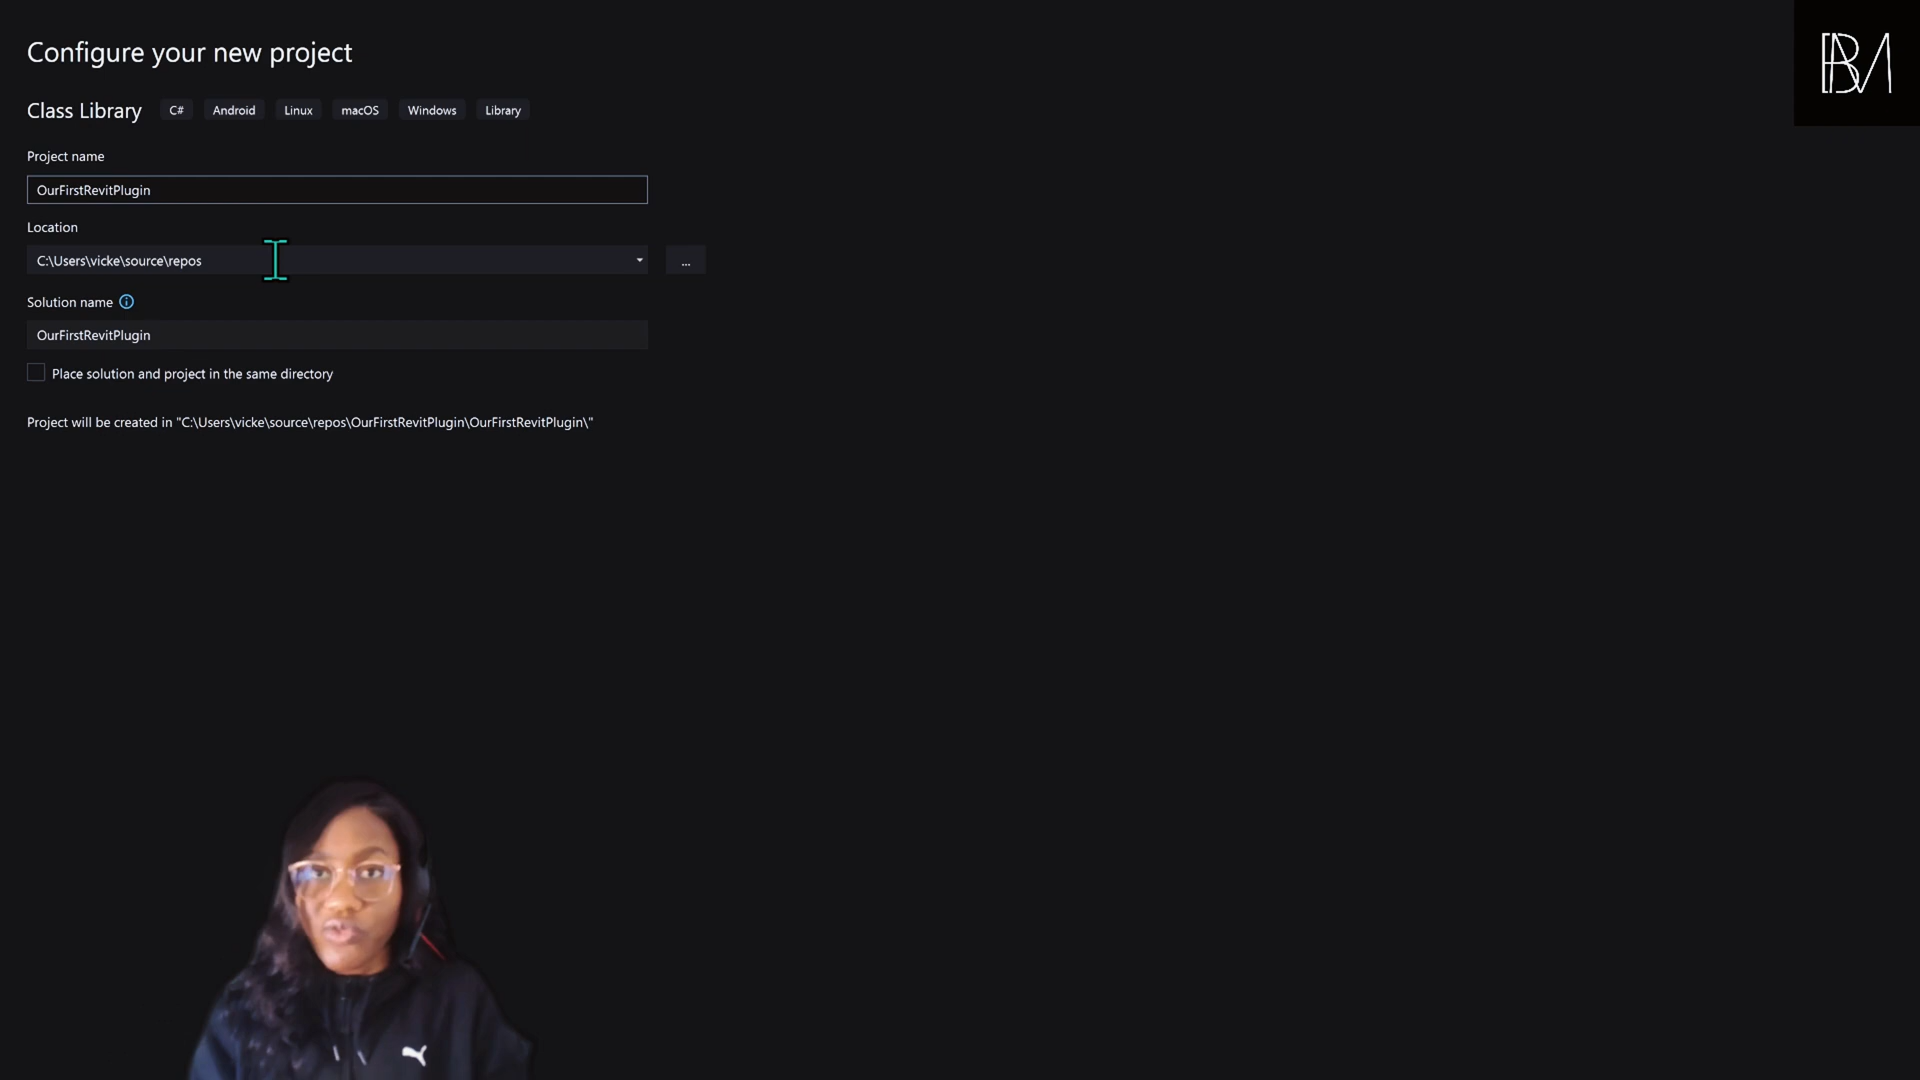 Configure your new project
Class Library C# Android Linux macOS Windows Library
Project name
OurFirstRevitPlugin
Location
C:\Users\vicke\source\repos
...
Solution name
OurFirstRevitPlugin
Place solution and project in the same directory
Project will be created in "C:\Users\vicke\source\repos\OurFirstRevitPlugin\OurFirstRevitPlugin\"